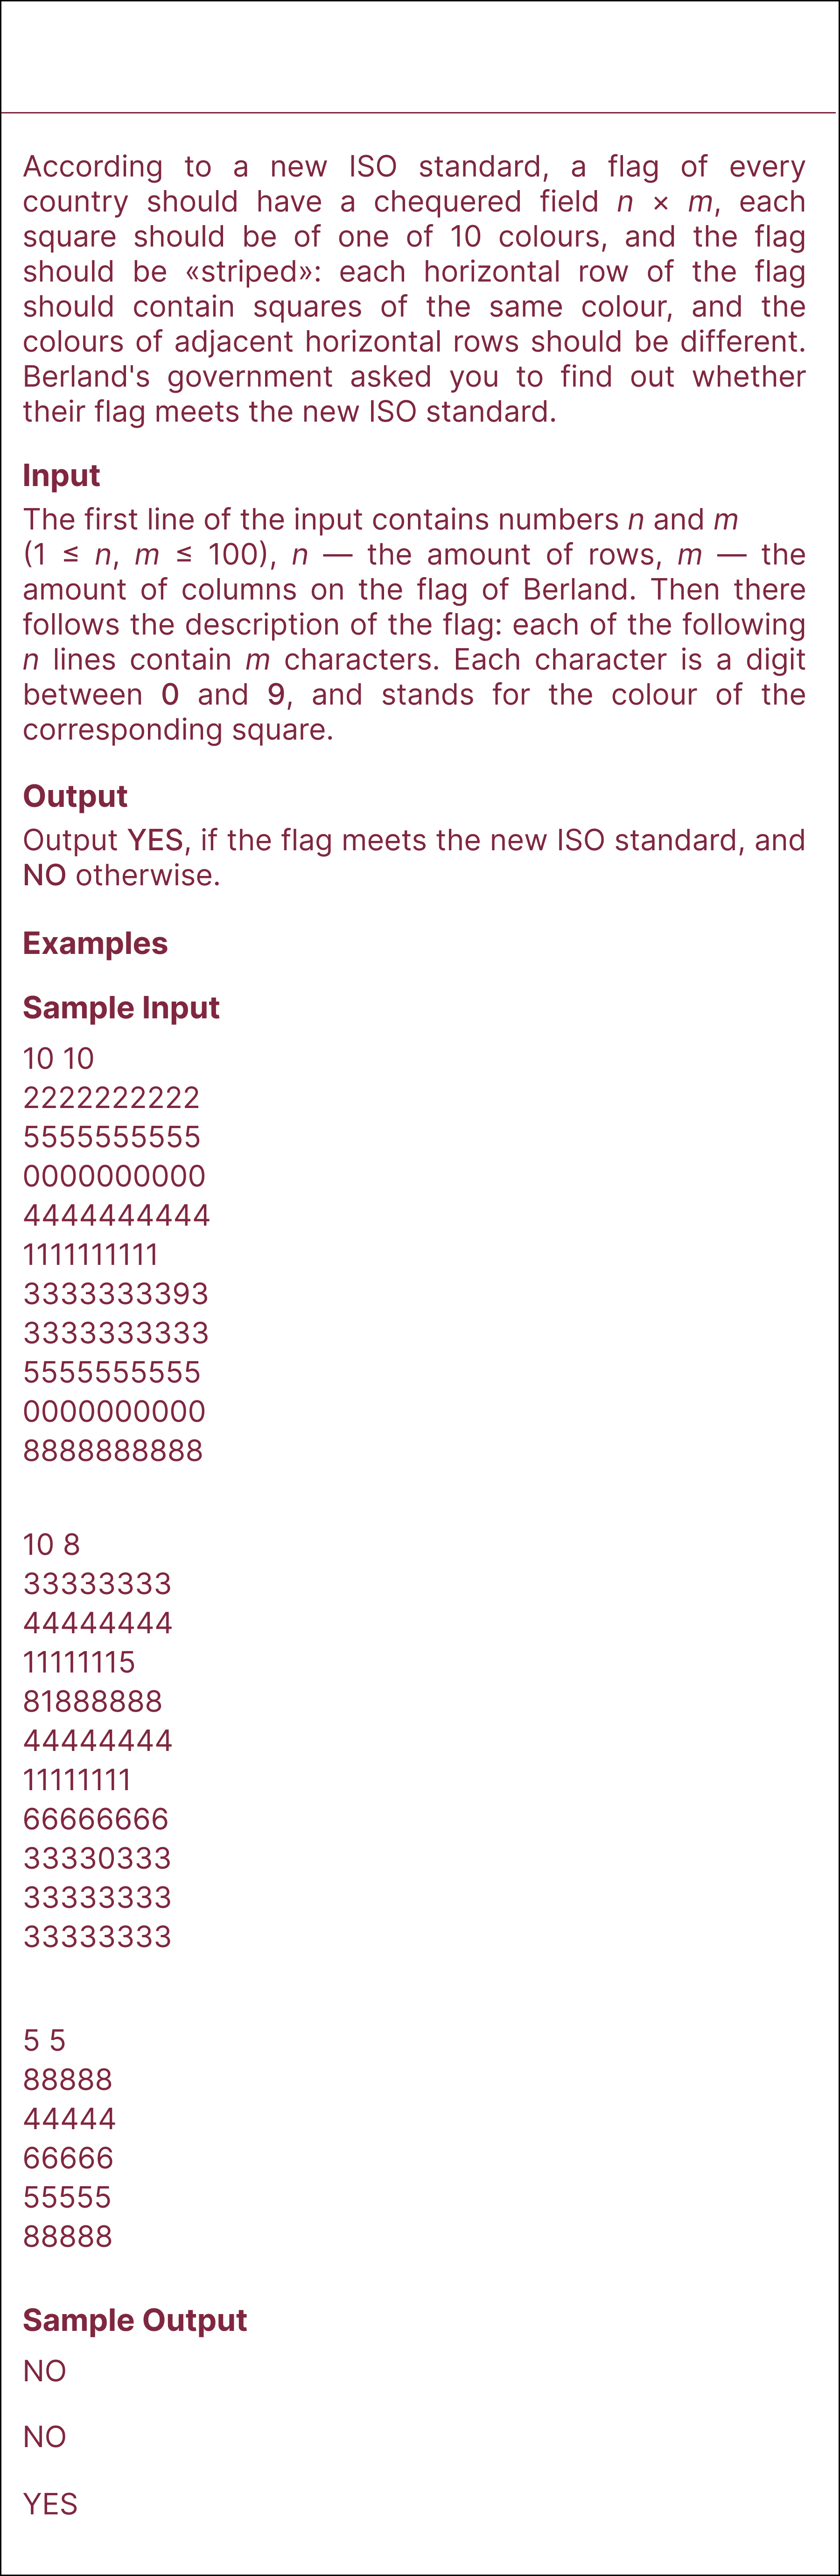 According to a new ISO standard, a flag of every
country should have a chequered field n × m, each
square should be of one of 10 colours, and the flag
should be «striped»: each horizontal row of the flag
should contain squares of the same colour, and the
colours of adjacent horizontal rows should be different.
Berland's government asked you to find out whether
their flag meets the new ISO standard.
Input
The first line of the input contains numbers n and m
(1 ≤ n, m ≤ 100), n — the amount of rows, m — the
amount of columns on the flag of Berland. Then there
follows the description of the flag: each of the following
n lines contain m characters. Each character is a digit
between 0 and 9, and stands for the colour of the
corresponding square.
Output
Output YES, if the flag meets the new ISO standard, and
NO otherwise.
Examples
Sample Input
10 10
2222222222
5555555555
0000000000
4444444444
1111111111
3333333393
3333333333
5555555555
0000000000
8888888888
10 8
33333333
44444444
11111115
81888888
44444444
11111111
66666666
33330333
33333333
33333333
5 5
88888
44444
66666
55555
88888
Sample Output
NO
NO
YES